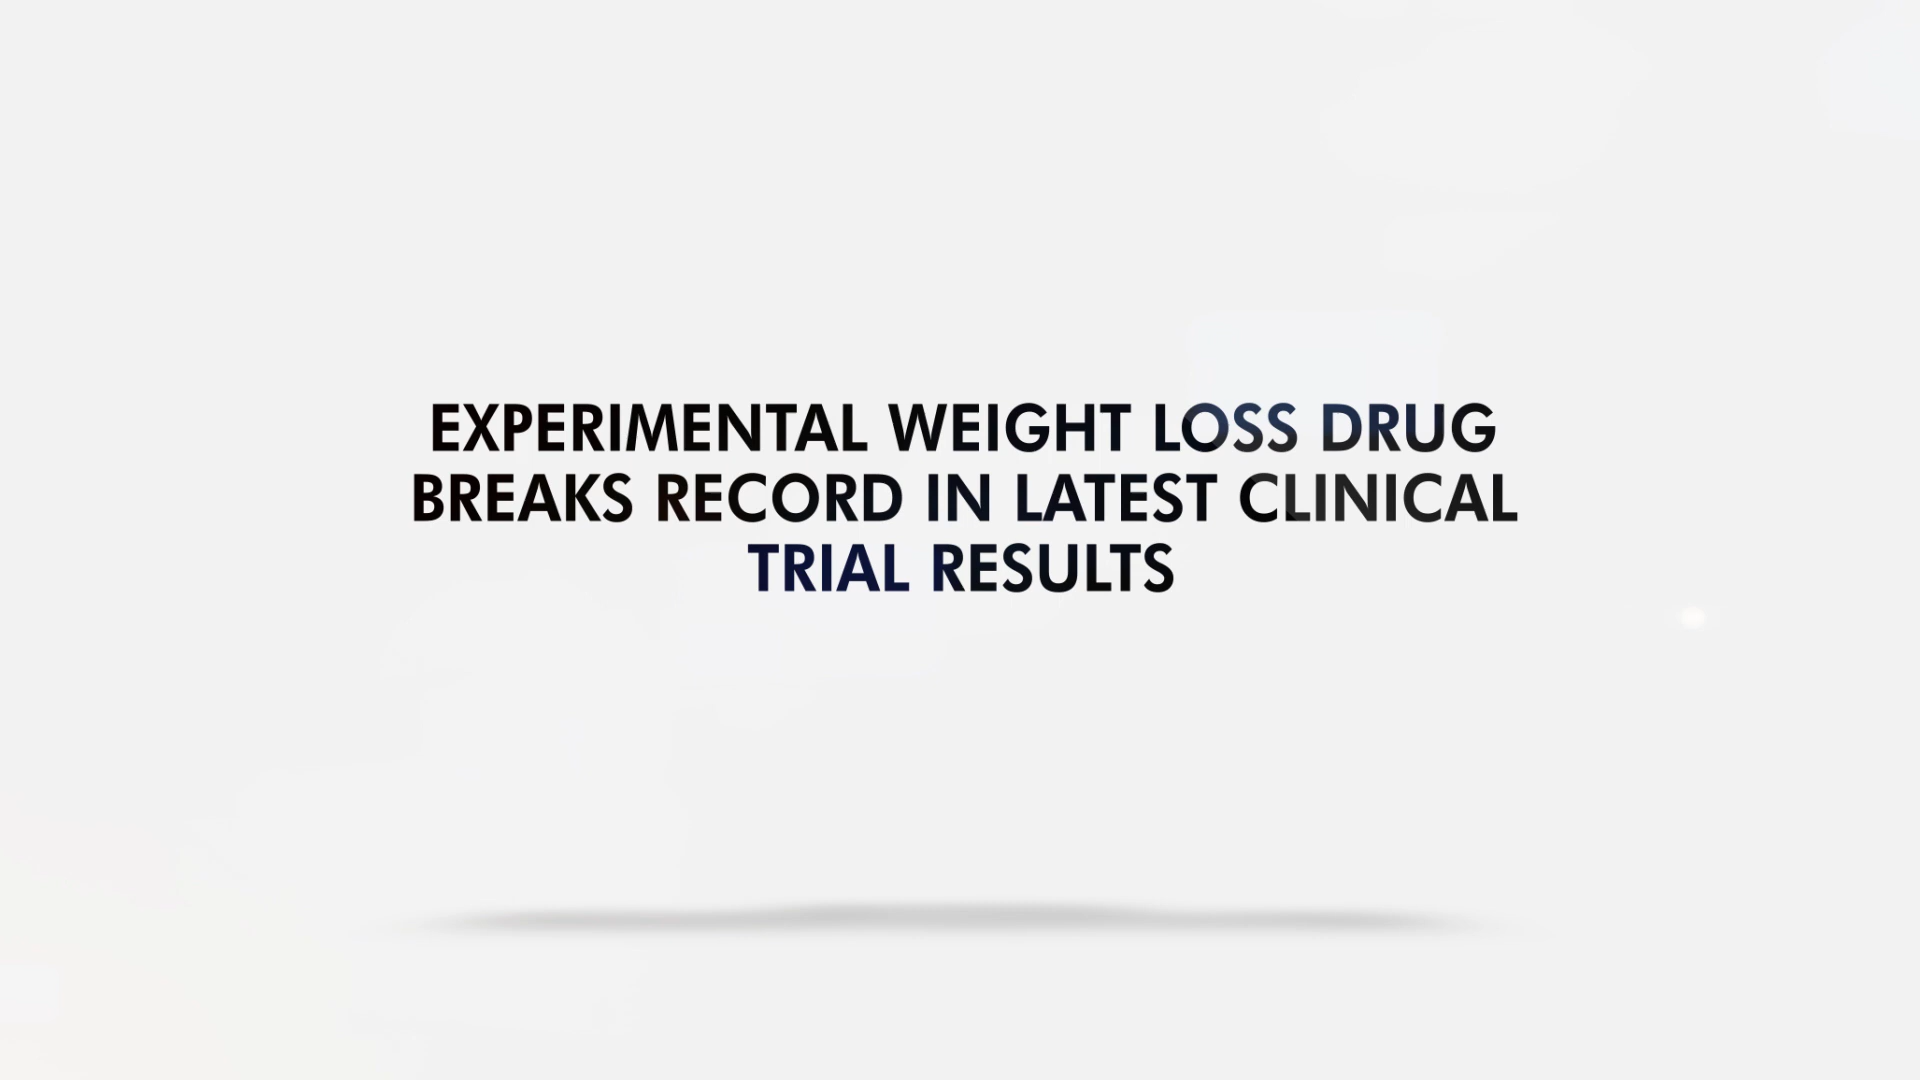 EXPERIMENTAL WEIGHT LOSS DRUG
BREAKS RECORD IN LATEST CLINICAL
TRIAL RESULTS